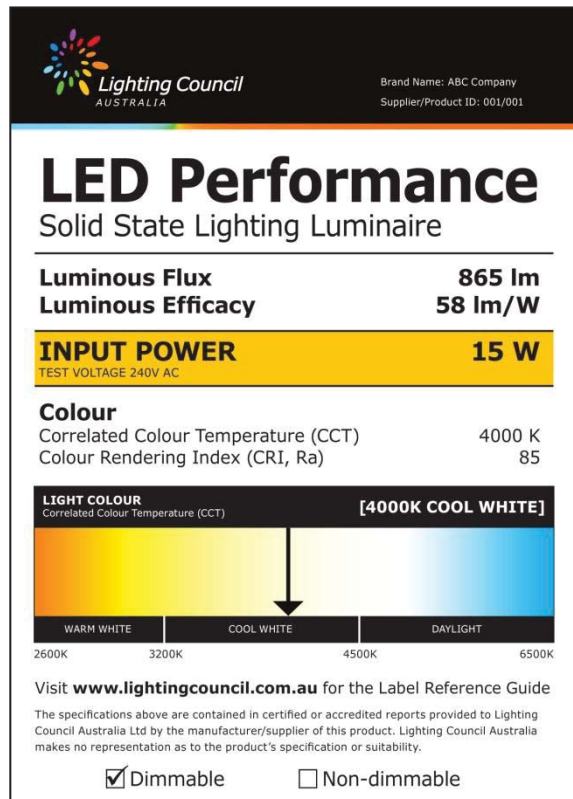 Lighting Council
AUSTRALIA
Brand Name: ABC Company
Supplier/Product ID: 001/001
LED Performance
Solid State Lighting Luminaire
Luminous Flux 865 lm
Luminous Efficacy 58 lm/W
INPUT POWER 15 W
TEST VOLTAGE 240V AC
Colour
Correlated Colour Temperature (CCT) 4000 K
Colour Rendering Index (CRI, Ra) 85
LIGHT COLOUR
Correlated Colour Temperature (CCT) [4000K COOL WHITE]
WARM WHITE COOL WHITE DAYLIGHT
2600K 3200K 4500K 6500K
Visit www.lightingcouncil.com.au for the Label Reference Guide
The specifications above are contained in certified or accredited reports provided to Lighting
Council Australia Ltd by the manufacturer/supplier of this product. Lighting Council Australia
makes no representation as to the product's specification or suitability.
Dimmable Non-dimmable